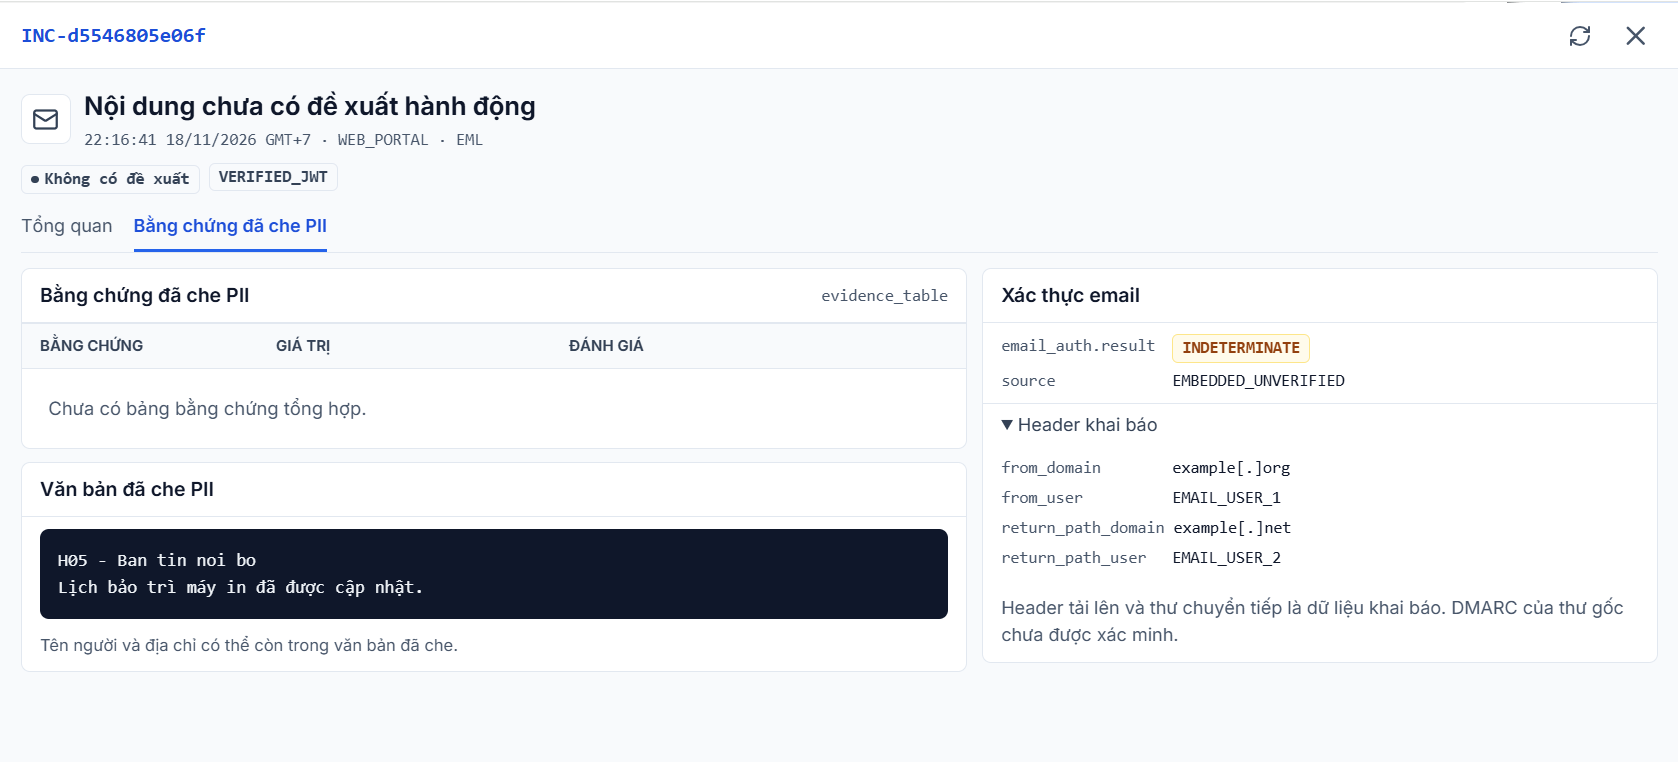 INC-d5546805e06f
Nội dung chưa có đề xuất hành động
22:16:41 18/11/2026 GMT+7 · WEB_PORTAL · EML
Không có đề xuất
VERIFIED_JWT
Tổng quan
Bằng chứng đã che PII
Bằng chứng đã che PII
evidence_table
BẰNG CHỨNG
GIÁ TRỊ
ĐÁNH GIÁ
Chưa có bảng bằng chứng tổng hợp.
Văn bản đã che PII
H05 - Ban tin noi bo
Lịch bảo trì máy in đã được cập nhật.
Tên người và địa chỉ có thể còn trong văn bản đã che.
Xác thực email
email_auth.result INDETERMINATE
source EMBEDDED_UNVERIFIED
Header khai báo
from_domain example[.]org
from_user EMAIL_USER_1
return_path_domain example[.]net
return_path_user EMAIL_USER_2
Header tải lên và thư chuyển tiếp là dữ liệu khai báo. DMARC của thư gốc
chưa được xác minh.